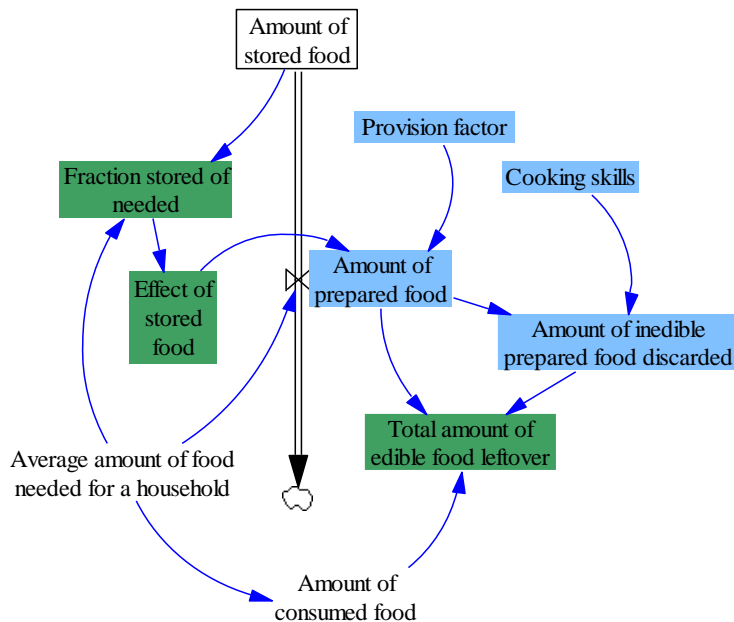 Amount of
stored food
Provision factor
Cooking skills
Fraction stored of
needed
Effect of
stored
food
Amount of
prepared food
Amount of inedible
prepared food discarded
Total amount of
edible food leftover
Average amount of food
needed for a household
Amount of
consumed food